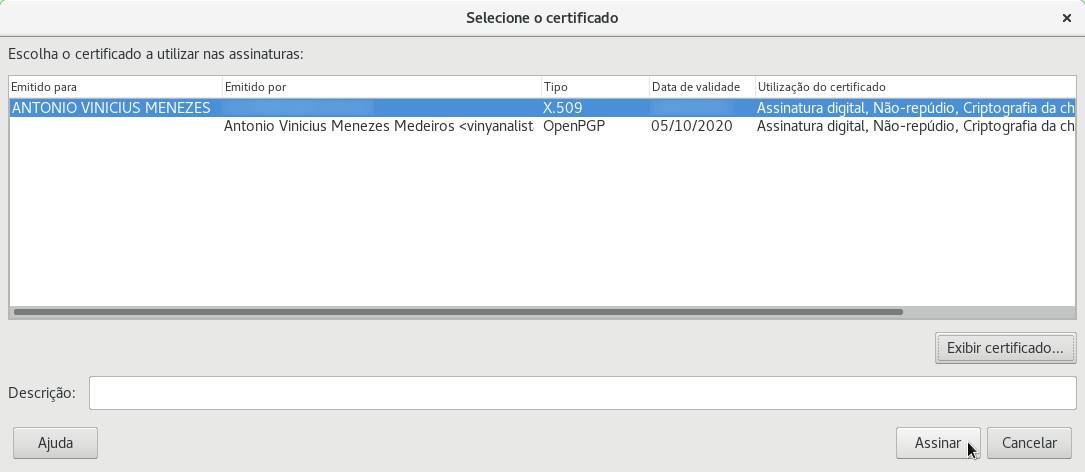 Selecione o certificado
Escolha o certificado a utilizar nas assinaturas:
Emitido para Emitido por Tipo Data de validade Utilização do certificado
ANTONIO VINICIUS MENEZES X.509 Assinatura digital, Não-repúdio, Criptografia da ch
Antonio Vinicius Menezes Medeiros <vinyanalist OpenPGP 05/10/2020 Assinatura digital, Não-repúdio, Criptografia da ch
Exibir certificado...
Descrição:
Ajuda Assinar Cancelar